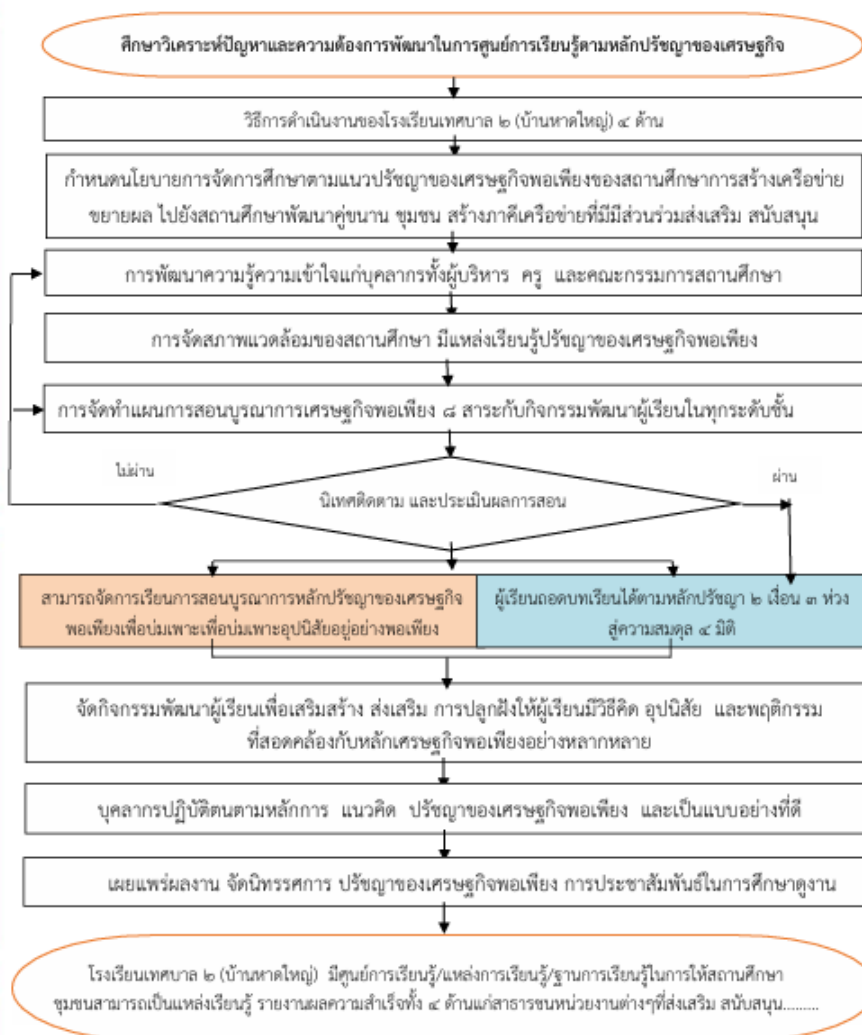 ศึกษาวิเคราะห์ปัญหาและความต้องการพัฒนาในการศูนย์การเรียนรู้ตามหลักปรัชญาของเศรษฐกิจ
วิธีการดำเนินงานของโรงเรียนเทศบาล ๒ (บ้านหาดใหญ่) ๔ ด้าน
กำหนดนโยบายการจัดการศึกษาตามแนวปรัชญาของเศรษฐกิจพอเพียงของสถานศึกษาการสร้างเครือข่าย
ขยายผล ไปยังสถานศึกษาพัฒนาคู่ขนาน ชุมชน สร้างภาคีเครือข่ายที่มีมีส่วนร่วมส่งเสริม สนับสนุน
การพัฒนาความรู้ความเข้าใจแก่บุคลากรทั้งผู้บริหาร ครู และคณะกรรมการสถานศึกษา
การจัดสภาพแวดล้อมของสถานศึกษา มีแหล่งเรียนรู้ปรัชญาของเศรษฐกิจพอเพียง
การจัดทำแผนการสอนบูรณาการเศรษฐกิจพอเพียง ๘ สาระกับกิจกรรมพัฒนาผู้เรียนในทุกระดับชั้น
ไม่ผ่าน
ผ่าน
นิเทศติดตาม และประเมินผลการสอน
สามารถจัดการเรียนการสอนบูรณาการหลักปรัชญาของเศรษฐกิจ
พอเพียงเพื่อบ่มเพาะเพื่อบ่มเพาะอุปนิสัยอยู่อย่างพอเพียง
ผู้เรียนถอดบทเรียนได้ตามหลักปรัชญา ๒ เงื่อน ๓ ห่วง
สู่ความสมดุล ๔ มิติ
จัดกิจกรรมพัฒนาผู้เรียนเพื่อเสริมสร้าง ส่งเสริม การปลูกฝังให้ผู้เรียนมีวิธีคิด อุปนิสัย และพฤติกรรม
ที่สอดคล้องกับหลักเศรษฐกิจพอเพียงอย่างหลากหลาย
บุคลากรปฏิบัติตนตามหลักการ แนวคิด ปรัชญาของเศรษฐกิจพอเพียง และเป็นแบบอย่างที่ดี
เผยแพร่ผลงาน จัดนิทรรศการ ปรัชญาของเศรษฐกิจพอเพียง การประชาสัมพันธ์ในการศึกษาดูงาน
โรงเรียนเทศบาล ๒ (บ้านหาดใหญ่) มีศูนย์การเรียนรู้/แหล่งการเรียนรู้/ฐานการเรียนรู้ในการให้สถานศึกษา
ชุมชนสามารถเป็นแหล่งเรียนรู้ รายงานผลความสำเร็จทั้ง ๔ ด้านแก่สาธารชนหน่วยงานต่างๆที่ส่งเสริม สนับสนุน.........